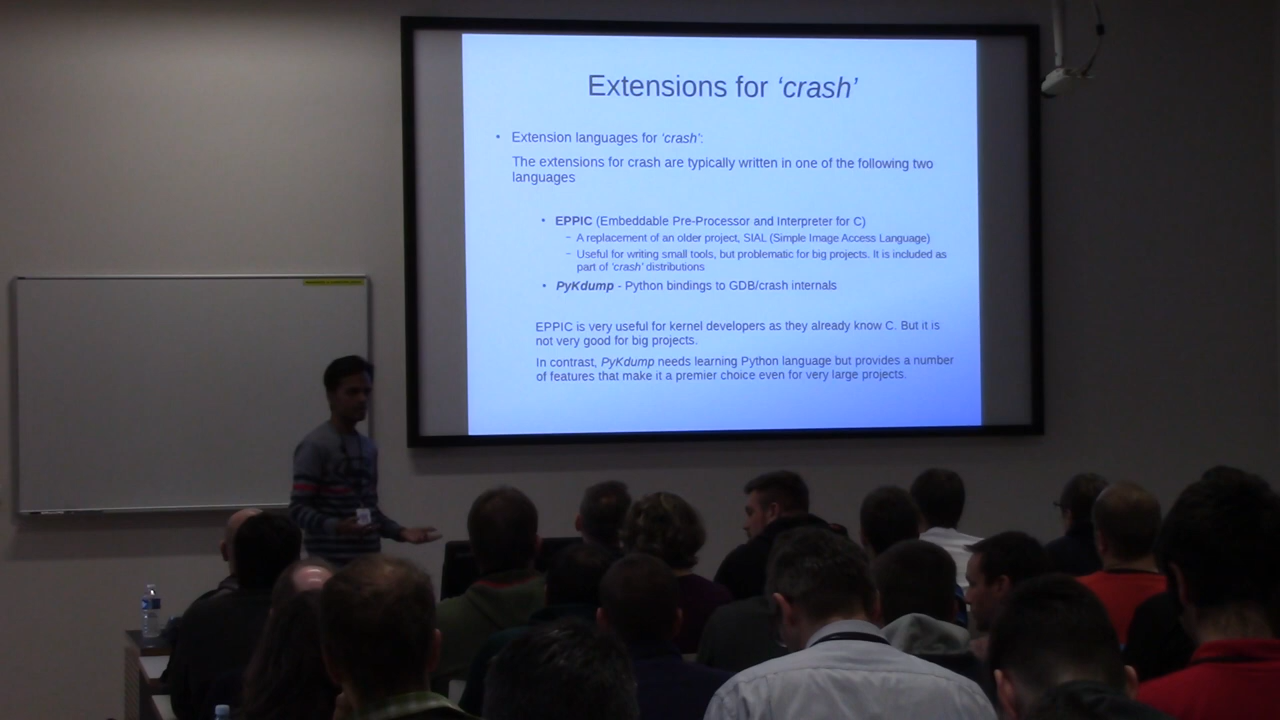 Extensions for ‘crash’
• Extension languages for ‘crash’:
The extensions for crash are typically written in one of the following two
languages
• EPPIC (Embeddable Pre-Processor and Interpreter for C)
– A replacement of an older project, SIAL (Simple Image Access Language)
– Useful for writing small tools, but problematic for big projects. It is included as
part of ‘crash’ distributions
• PyKdump - Python bindings to GDB/crash internals
EPPIC is very useful for kernel developers as they already know C. But it is
not very good for big projects.
In contrast, PyKdump needs learning Python language but provides a number
of features that make it a premier choice even for very large projects.